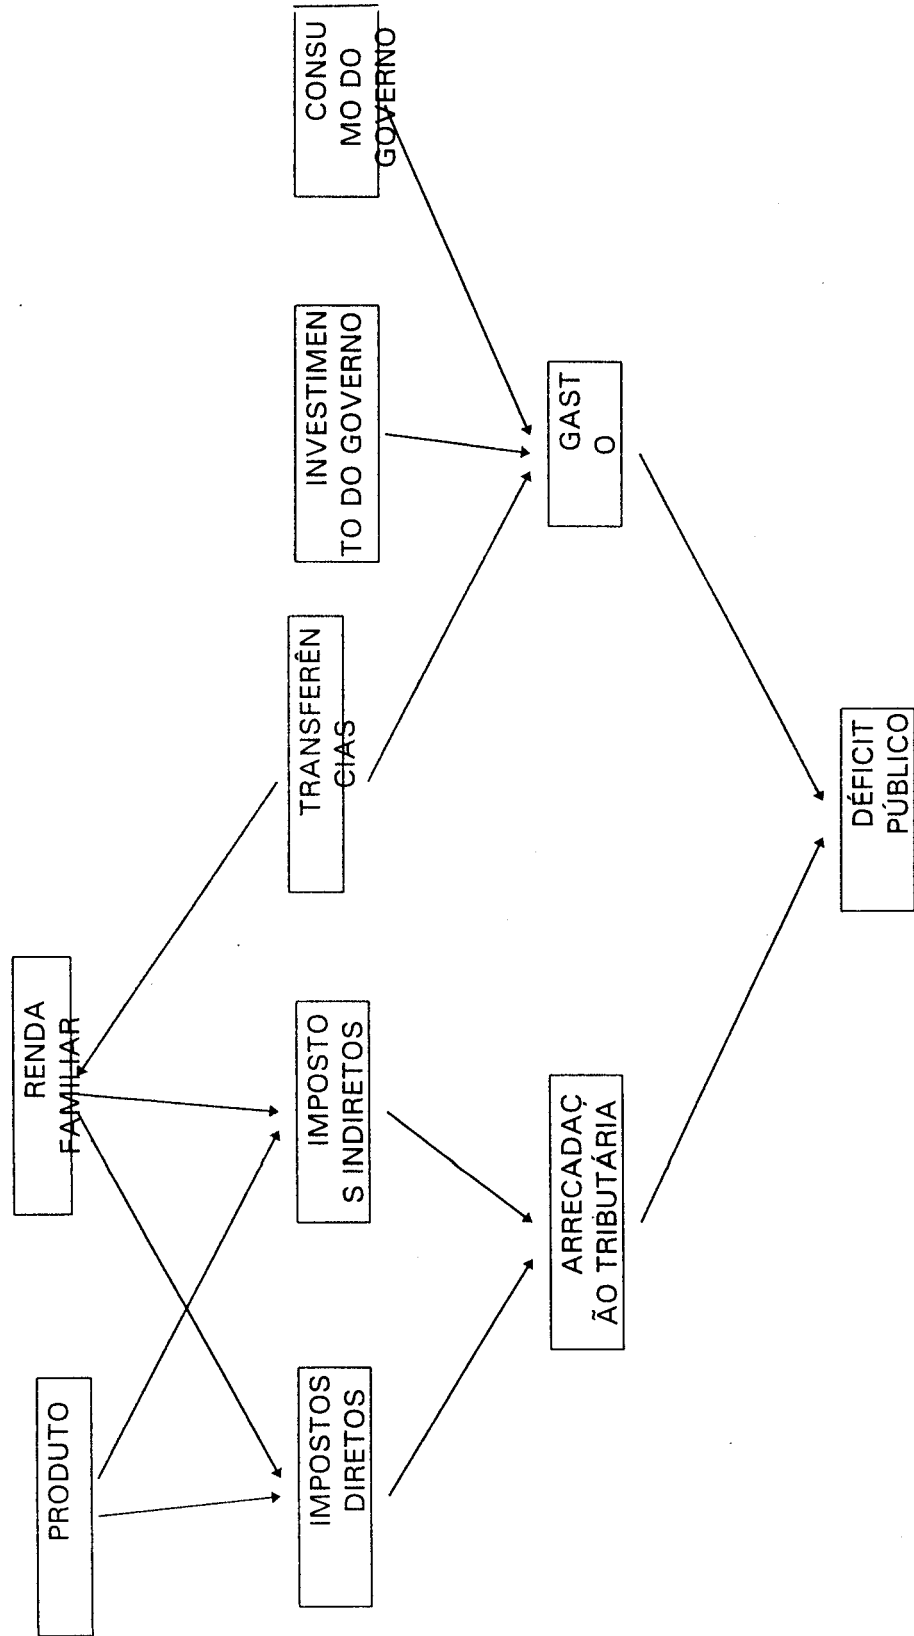 PRODUTO
RENDA
FAMILIAR
IMPOSTOS
DIRETOS
IMPOSTO
S INDIRETOS
TRANSFERÊN
CIAS
INVESTIMEN
TO DO GOVERNO
CONSU
MO DO
GOVERNO
ARRECADAÇ
ÃO TRIBUTÁRIA
GAST
O
DÉFICIT
PÚBLICO